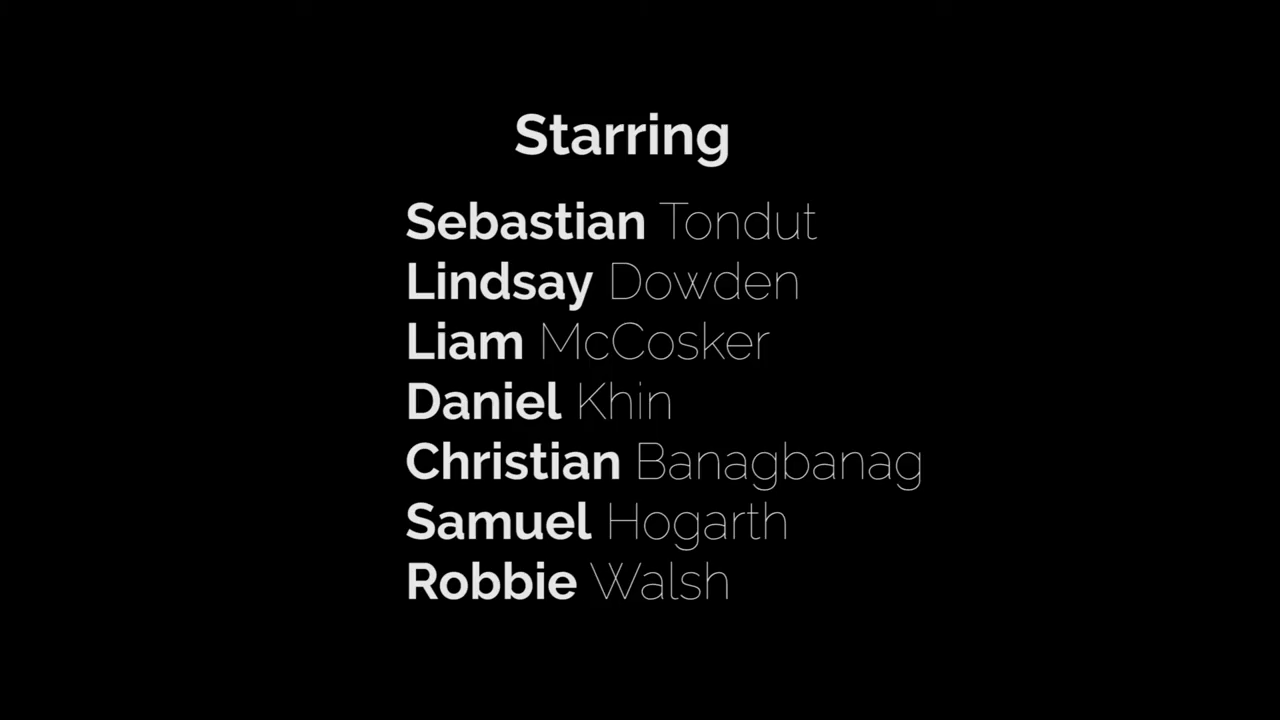 Starring
Sebastian Tondut
Lindsay Dowden
Liam McCosker
Daniel Khin
Christian Banagbanag
Samuel Hogarth
Robbie Walsh